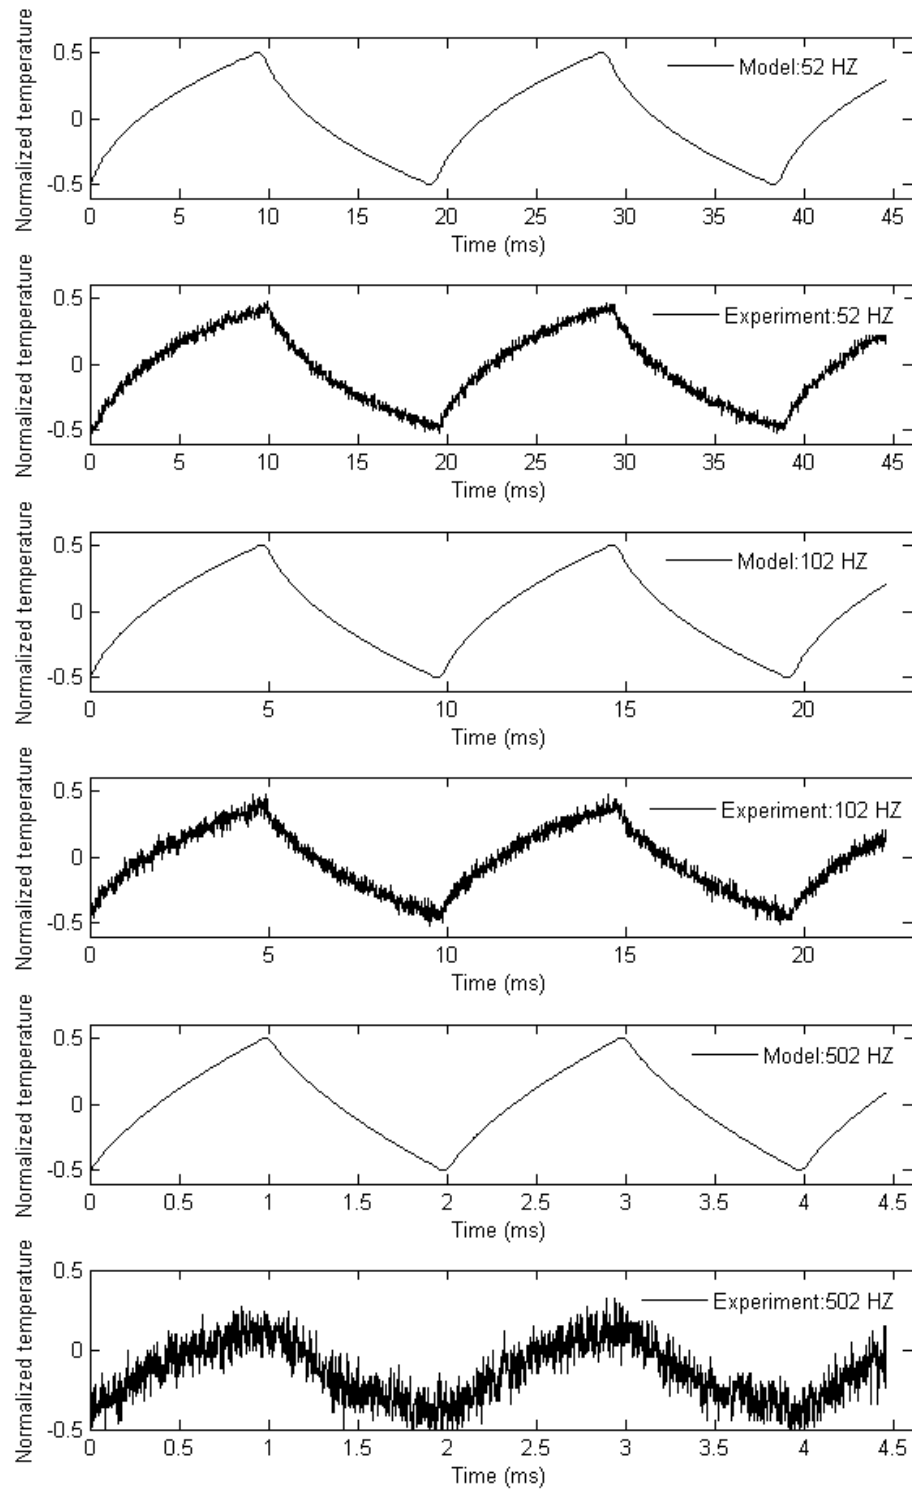 Normalized temperature
0.5
0
-0.5
Model:52 HZ
0 5 10 15 20 25 30 35 40 45
Time (ms)
Normalized temperature
0.5
0
-0.5
Experiment:52 HZ
0 5 10 15 20 25 30 35 40 45
Time (ms)
Normalized temperature
0.5
0
-0.5
Model:102 HZ
0 5 10 15 20
Time (ms)
Normalized temperature
0.5
0
-0.5
Experiment:102 HZ
0 5 10 15 20
Time (ms)
Normalized temperature
0.5
0
-0.5
Model:502 HZ
0 0.5 1 1.5 2 2.5 3 3.5 4 4.5
Time (ms)
Normalized temperature
0.5
0
-0.5
Experiment:502 HZ
0 0.5 1 1.5 2 2.5 3 3.5 4 4.5
Time (ms)